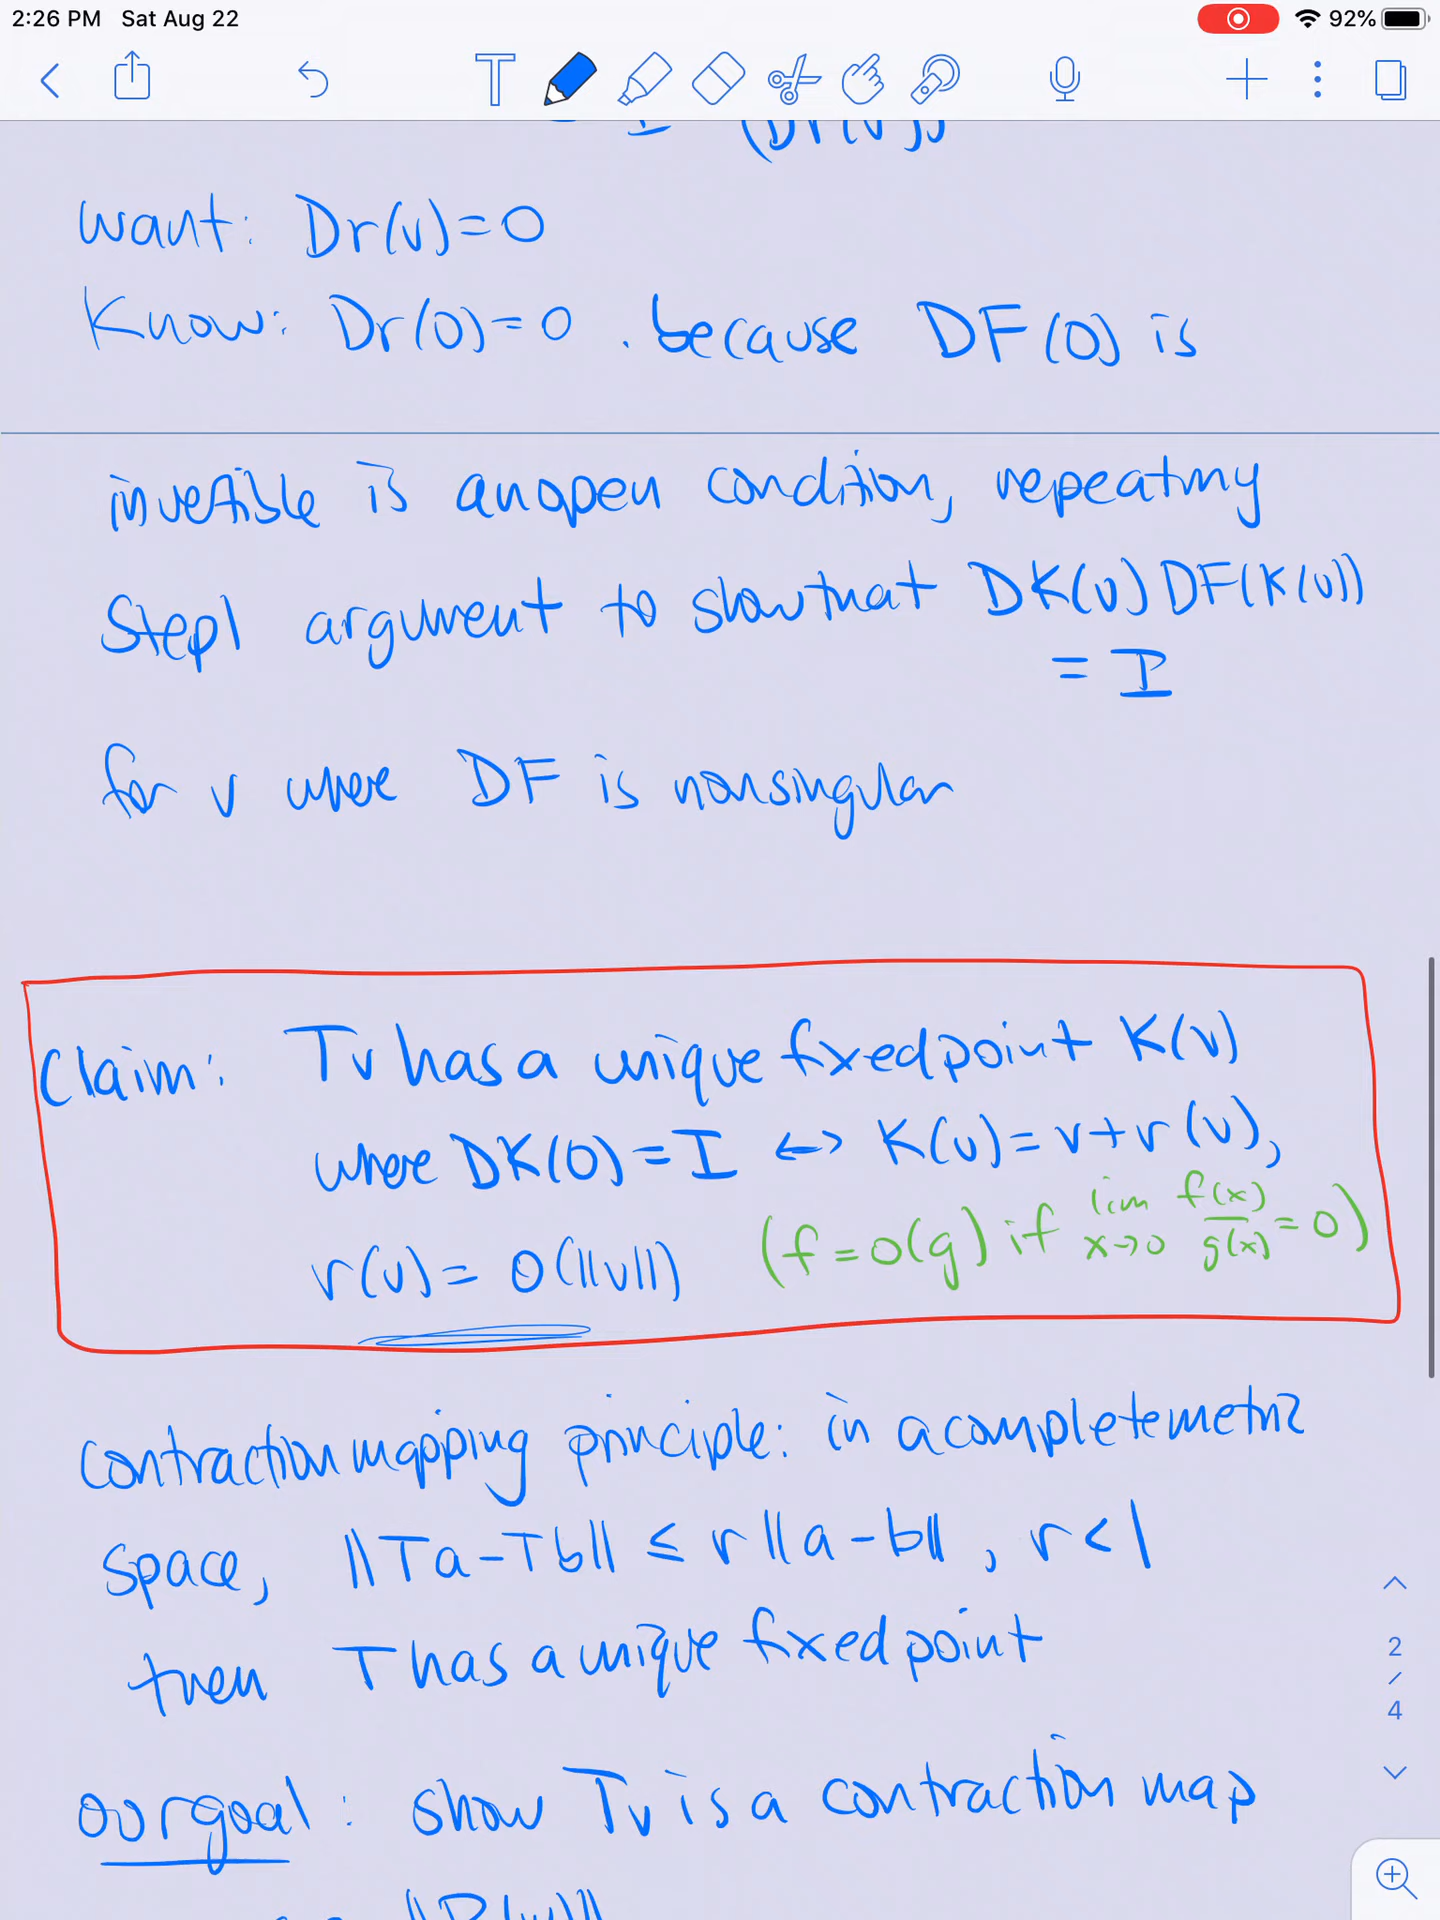 2:26 PM Sat Aug 22
92%
T
I (Dr(v))
want: Dr(v)=0
Know: Dr(0)=0 . because DF(0) is
invertible is an open condition, repeating
Step1 argument to show that DK(v)DF(K(v))
= I
for v where DF is nonsingular
Claim: Tv has a unique fixed point K(v)
where DK(0)=I ↔ K(v)=v+r(v),
r(v)= o(||v||) (f=o(g) if lim x→0 f(x)/g(x)=0)
contraction mapping principle: in a complete metric
space, ||Ta-Tb|| ≤ r||a-b|| , r<1
then T has a unique fixed point
our goal: show Tv is a contraction map
2
/
4